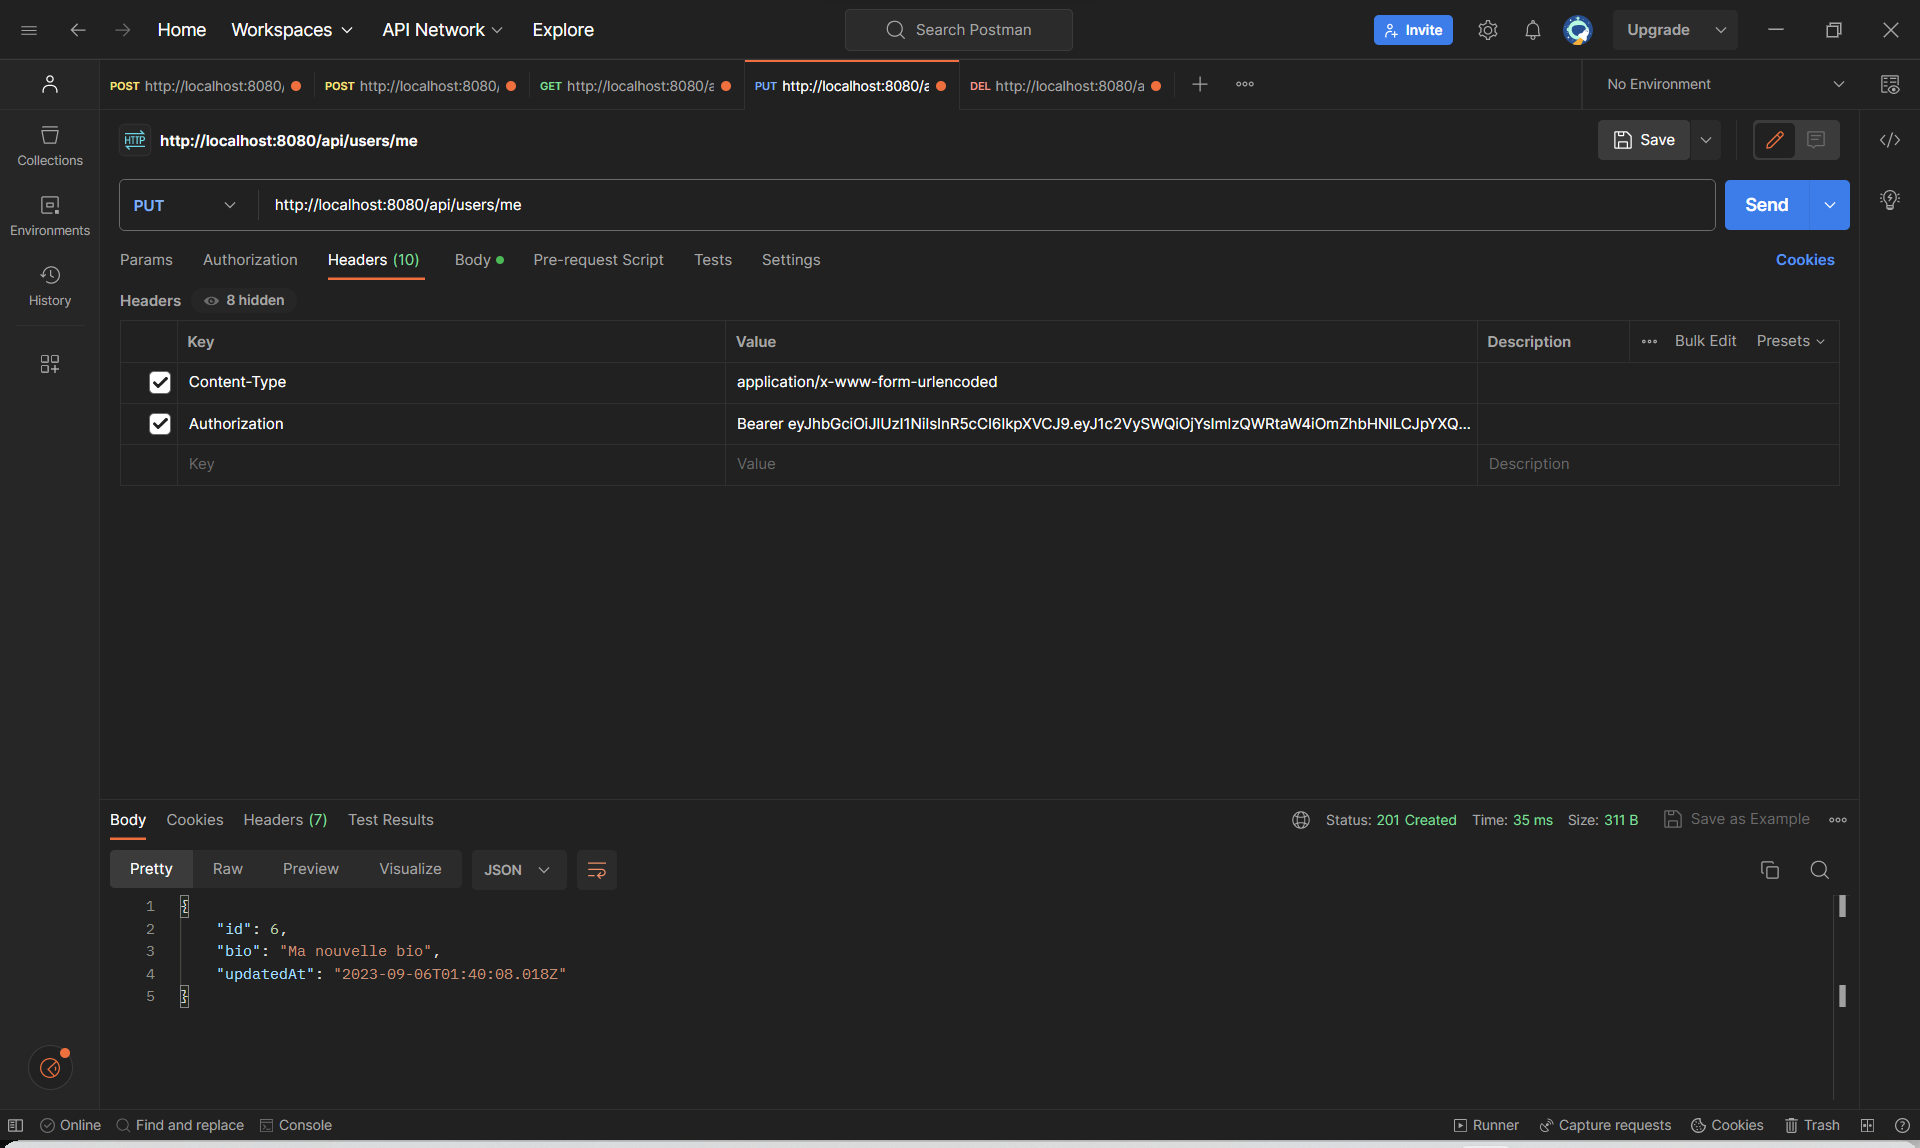 Home Workspaces API Network Explore Search Postman Invite Upgrade
POST http://localhost:8080/ POST http://localhost:8080/ GET http://localhost:8080/a PUT http://localhost:8080/a DEL http://localhost:8080/a No Environment
Collections
Environments
History
HTTP http://localhost:8080/api/users/me Save
PUT http://localhost:8080/api/users/me Send
Params Authorization Headers (10) Body Pre-request Script Tests Settings Cookies
Headers 8 hidden
Key Value Description Bulk Edit Presets
Content-Type application/x-www-form-urlencoded
Authorization Bearer eyJhbGciOiJIUzI1NiIsInR5cCI6IkpXVCJ9.eyJ1c2VySWQiOjYsImlzQWRtaW4iOmZhbHNlLCJpYXQ...
Key Value Description
Body Cookies Headers (7) Test Results Status: 201 Created Time: 35 ms Size: 311 B Save as Example
Pretty Raw Preview Visualize JSON
1 {
2 "id": 6,
3 "bio": "Ma nouvelle bio",
4 "updatedAt": "2023-09-06T01:40:08.018Z"
5 }
Online Find and replace Console Runner Capture requests Cookies Trash